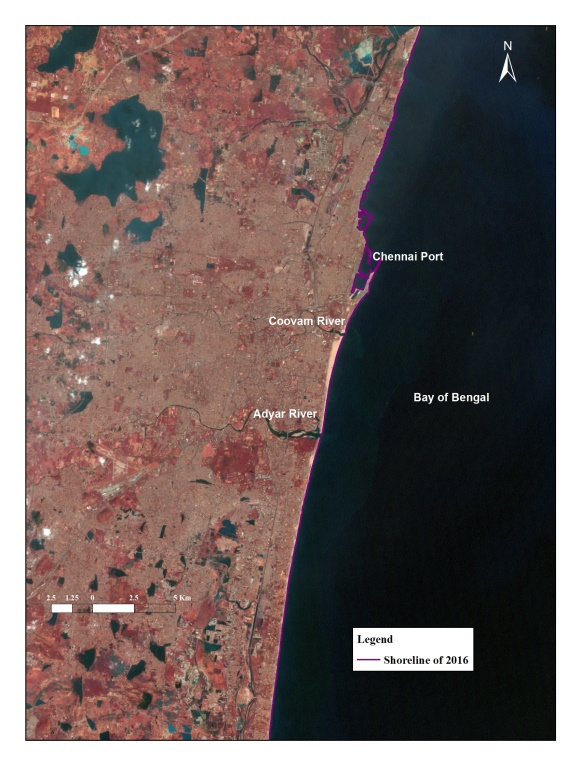 N
Chennai Port
Coovam River
Bay of Bengal
Adyar River
2.5 1.25 0 2.5 5 Km
Legend
Shoreline of 2016